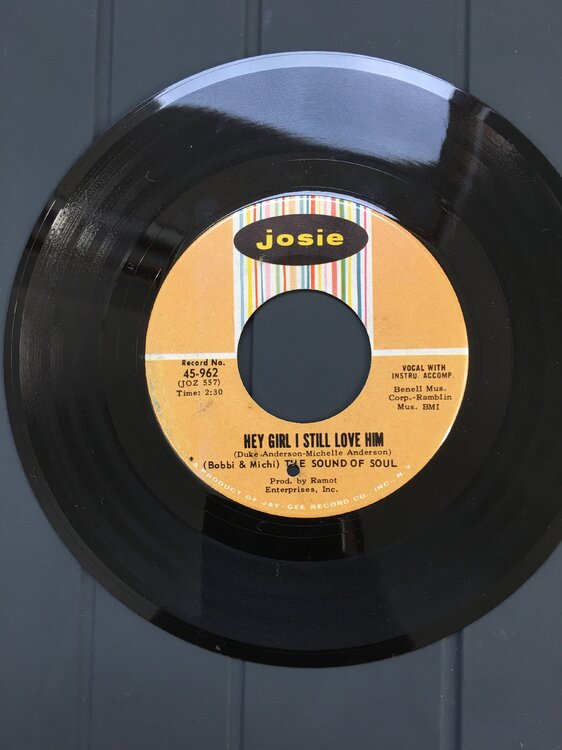 josie
Record No.
45-962
(JOZ 557)
Time: 2:30
VOCAL WITH
INSTRU. ACCOMP.
Benell Mus.
Corp.-Ramblin
Mus. BMI
HEY GIRL I STILL LOVE HIM
(Duke Anderson-Michelle Anderson)
(Bobbi & Michi) THE SOUND OF SOUL
Prod. by Ramot
Enterprises, Inc.
A PRODUCT OF JAY-GEE RECORD CO., INC. N.Y.